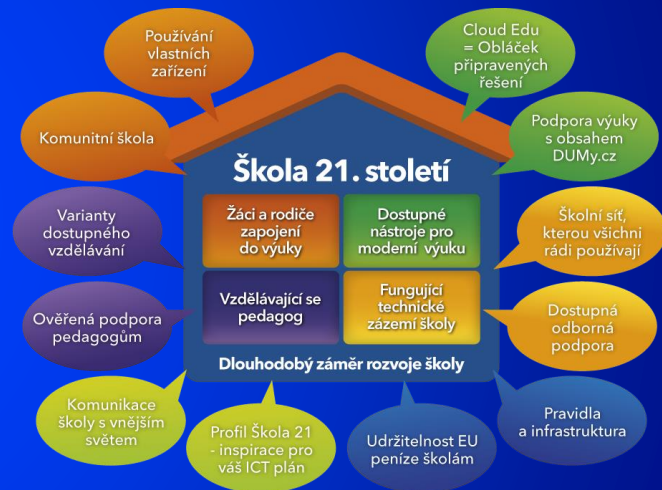 Používání
vlastních
zařízení
Cloud Edu
= Obláček
připravených
řešení
Komunitní škola
Podpora výuky
s obsahem
DUMy.cz
Škola 21. století
Varianty
dostupného
vzdělávání
Žáci a rodiče
zapojení
do výuky
Dostupné
nástroje pro
moderní výuku
Školní síť,
kterou všichni
rádi používají
Ověřená podpora
pedagogům
Vzdělávající se
pedagog
Fungující
technické
zázemí školy
Dostupná
odborná
podpora
Dlouhodobý záměr rozvoje školy
Komunikace
školy s vnějším
světem
Profil Škola 21
- inspirace pro
váš ICT plán
Udržitelnost EU
peníze školám
Pravidla
a infrastruktura